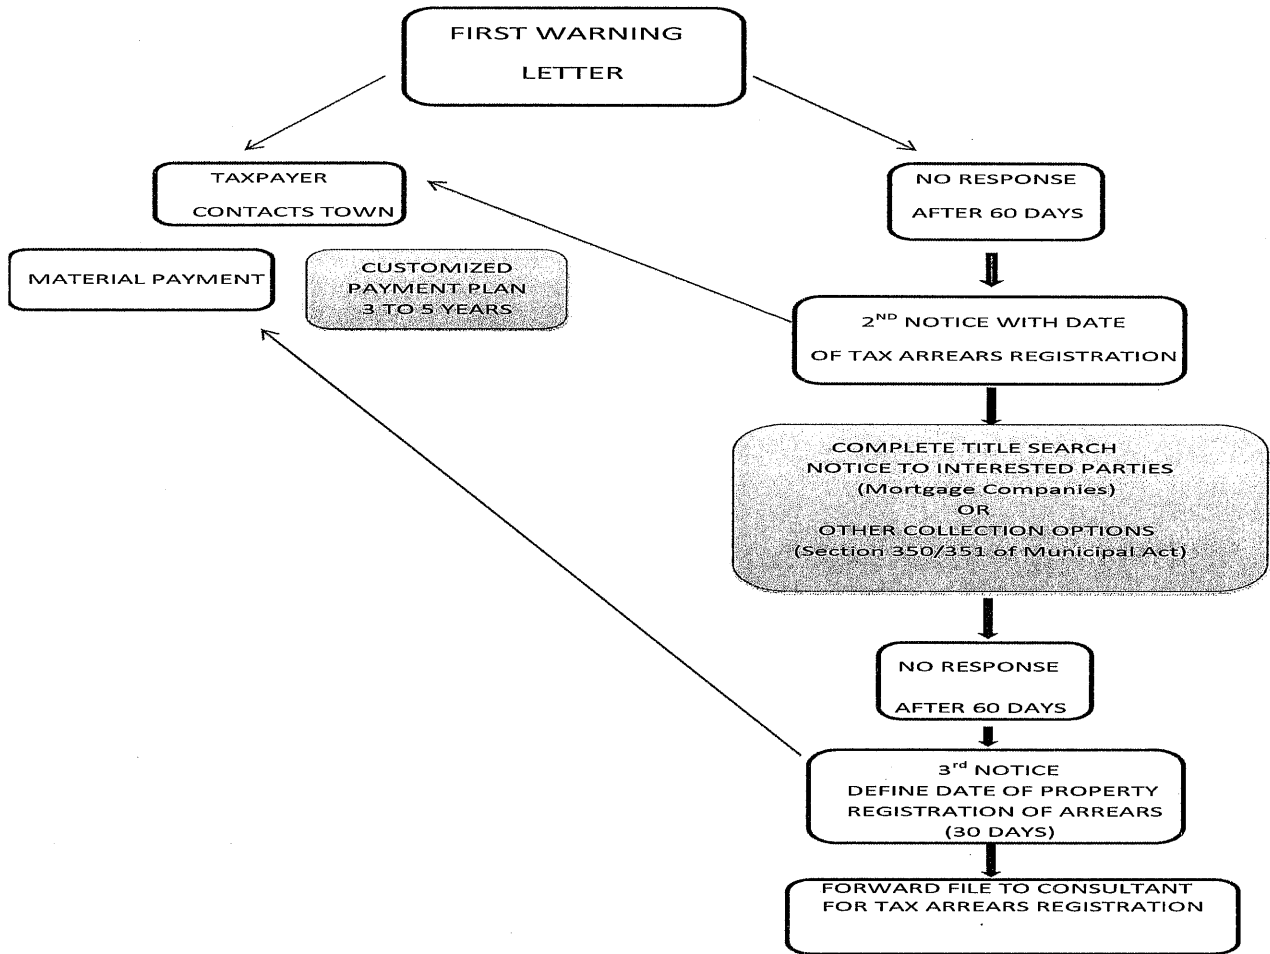 FIRST WARNING
LETTER
TAXPAYER
CONTACTS TOWN
NO RESPONSE
AFTER 60 DAYS
MATERIAL PAYMENT
CUSTOMIZED
PAYMENT PLAN
3 TO 5 YEARS
2ND NOTICE WITH DATE
OF TAX ARREARS REGISTRATION
COMPLETE TITLE SEARCH
NOTICE TO INTERESTED PARTIES
(Mortgage Companies)
OR
OTHER COLLECTION OPTIONS
(Section 350/351 of Municipal Act)
NO RESPONSE
AFTER 60 DAYS
3rd NOTICE
DEFINE DATE OF PROPERTY
REGISTRATION OF ARREARS
(30 DAYS)
FORWARD FILE TO CONSULTANT
FOR TAX ARREARS REGISTRATION